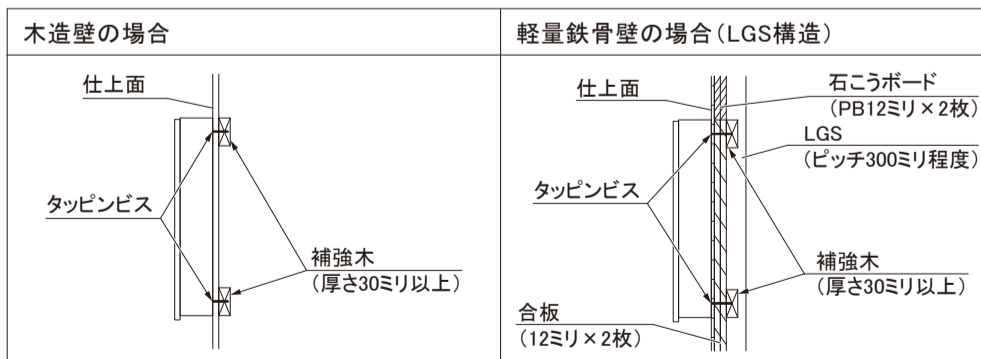 木造壁の場合
仕上面
タッピンビス
補強木
(厚さ30ミリ以上)
軽量鉄骨壁の場合(LGS構造)
仕上面
石こうボード
(PB12ミリ×2枚)
LGS
(ピッチ300ミリ程度)
タッピンビス
補強木
(厚さ30ミリ以上)
合板
(12ミリ×2枚)